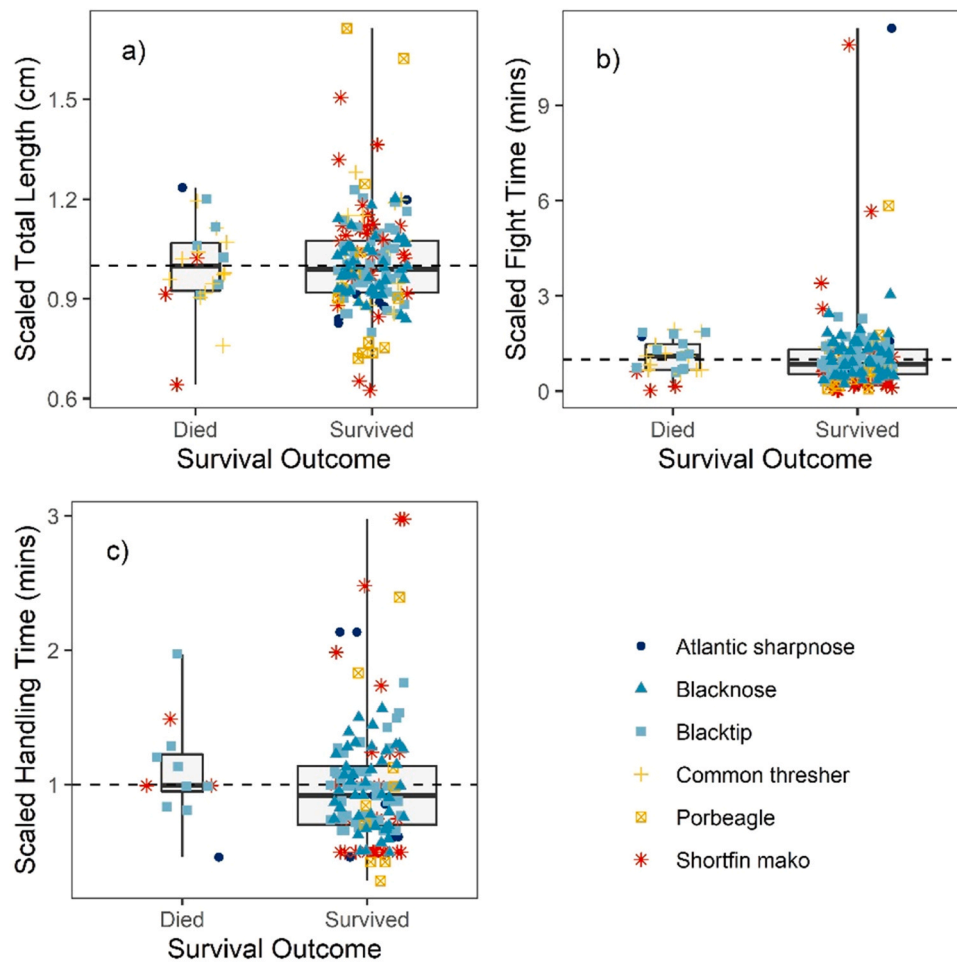 a)
Scaled Total Length (cm)
1.5
1.2
0.9
0.6
Died
Survived
Survival Outcome
b)
Scaled Fight Time (mins)
9
6
3
0
Died
Survived
Survival Outcome
c)
Scaled Handling Time (mins)
3
2
1
Died
Survived
Survival Outcome
Atlantic sharpnose
Blacknose
Blacktip
Common thresher
Porbeagle
Shortfin mako